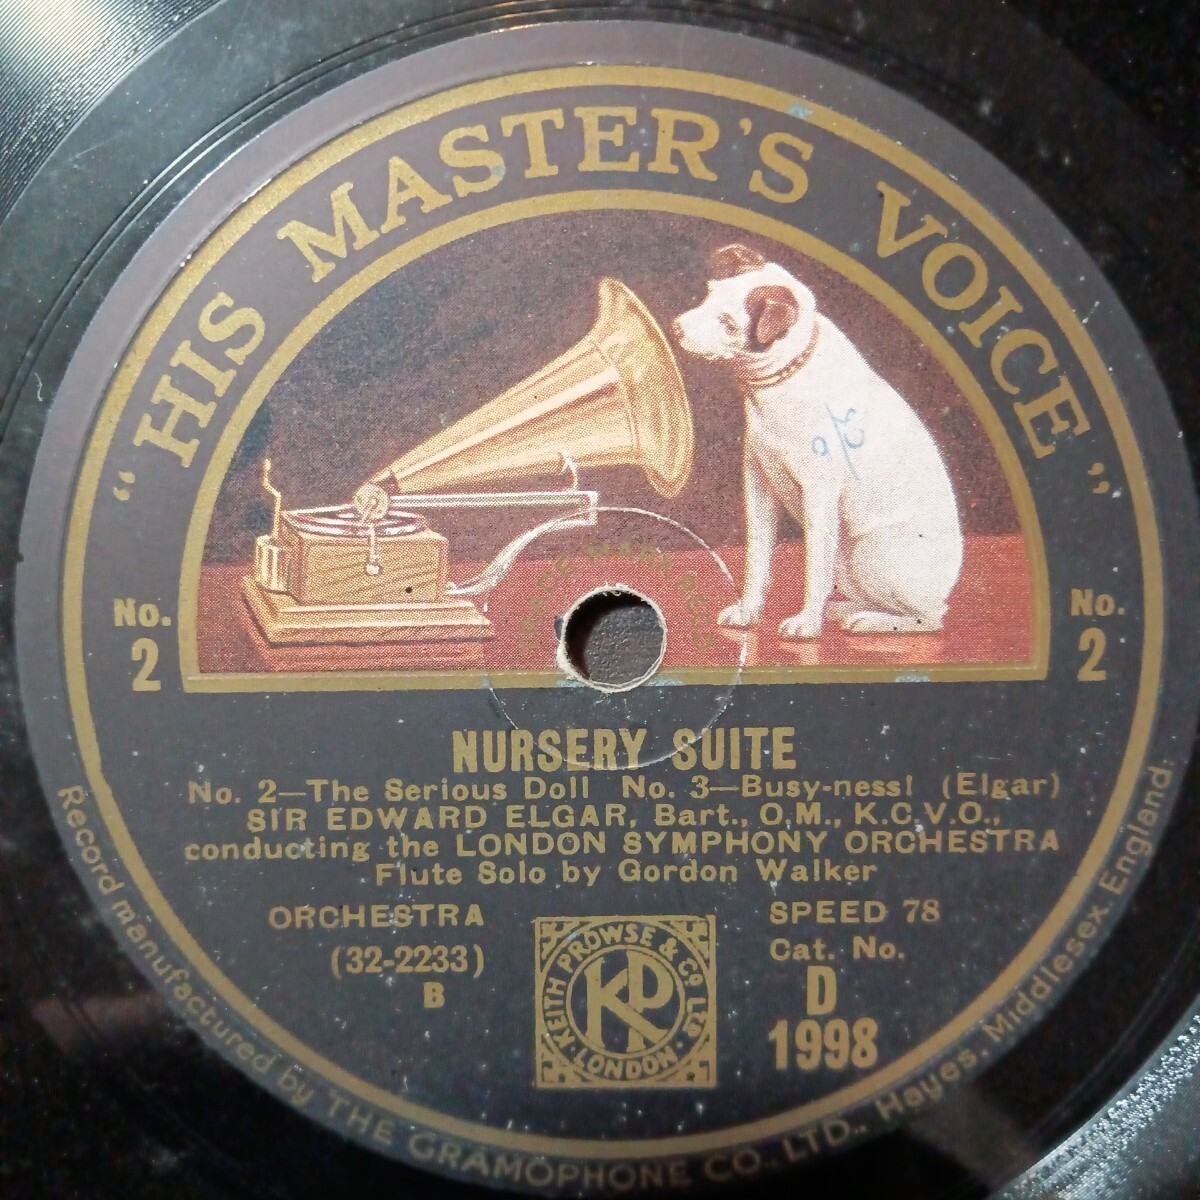 "HIS MASTER'S VOICE"
No.
2
No.
2
NURSERY SUITE
No. 2—The Serious Doll No. 3—Busy-ness! (Elgar)
SIR EDWARD ELGAR, Bart., O.M., K.C.V.O.,
conducting the LONDON SYMPHONY ORCHESTRA
Flute Solo by Gordon Walker
ORCHESTRA
(32-2233)
B
SPEED 78
Cat. No.
D
1998
KEITH PROWSE & CO LTD
KP
LONDON
Record manufactured by THE GRAMOPHONE CO., LTD., Hayes, Middlesex, England.